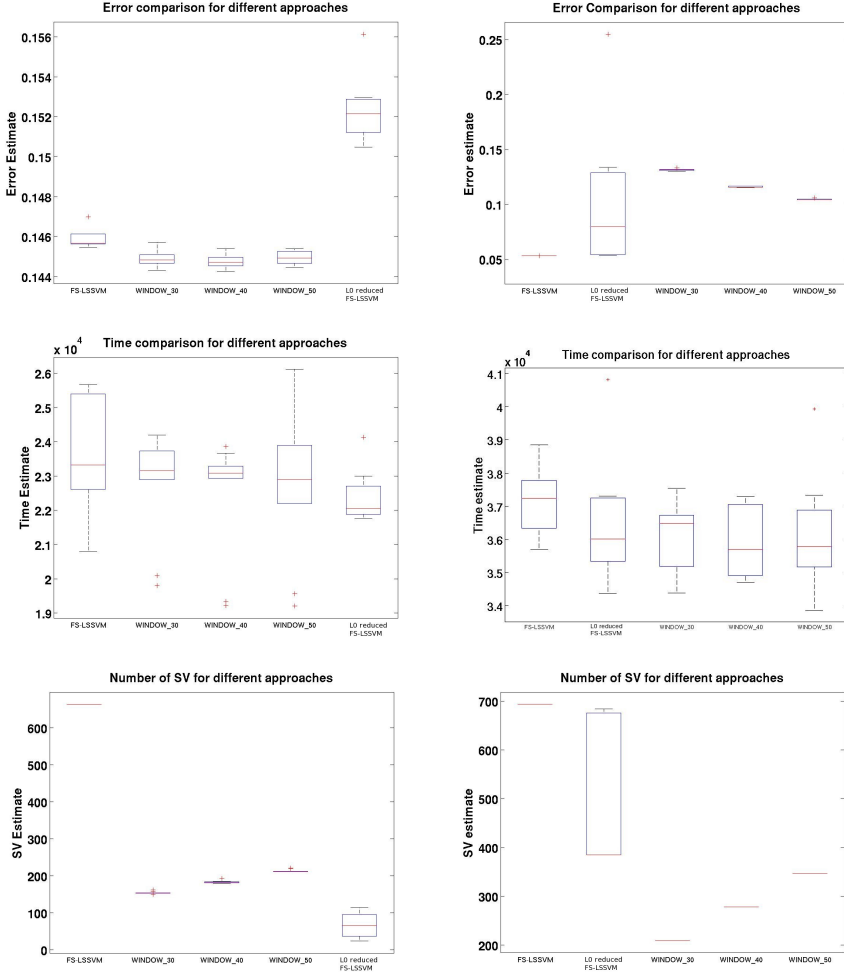 Error comparison for different approaches
0.156
0.154
0.152
0.15
0.148
0.146
0.144
Error Estimate
FS-LSSVM
WINDOW_30
WINDOW_40
WINDOW_50
L0 reduced
FS-LSSVM
Error Comparison for different approaches
0.25
0.2
0.15
0.1
0.05
Error estimate
FS-LSSVM
L0 reduced
FS-LSSVM
WINDOW_30
WINDOW_40
WINDOW_50
Time comparison for different approaches
x 10^4
2.6
2.5
2.4
2.3
2.2
2.1
2
1.9
Time Estimate
FS-LSSVM
WINDOW_30
WINDOW_40
WINDOW_50
L0 reduced
FS-LSSVM
Time comparison for different approaches
x 10^4
4.1
4
3.9
3.8
3.7
3.6
3.5
3.4
Time estimate
FS-LSSVM
L0 reduced
FS-LSSVM
WINDOW_30
WINDOW_40
WINDOW_50
Number of SV for different approaches
600
500
400
300
200
100
0
SV estimate
FS-LSSVM
WINDOW_30
WINDOW_40
WINDOW_50
L0 reduced
FS-LSSVM
Number of SV for different approaches
700
600
500
400
300
200
SV estimate
FS-LSSVM
L0 reduced
FS-LSSVM
WINDOW_30
WINDOW_40
WINDOW_50